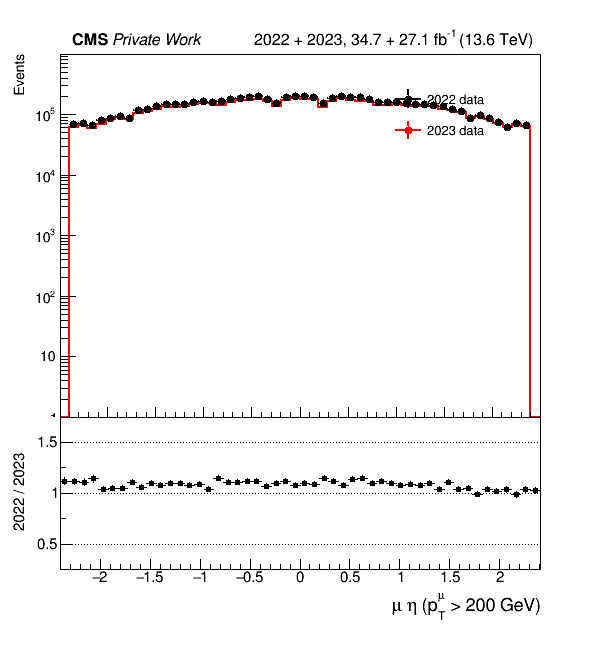 CMS Private Work 2022 + 2023, 34.7 + 27.1 fb⁻¹ (13.6 TeV)
Events
10⁵
10⁴
10³
10²
10
2022 data
2023 data
2022 / 2023
1.5
1
0.5
−2 −1.5 −1 −0.5 0 0.5 1 1.5 2
μ η (p_T^μ > 200 GeV)